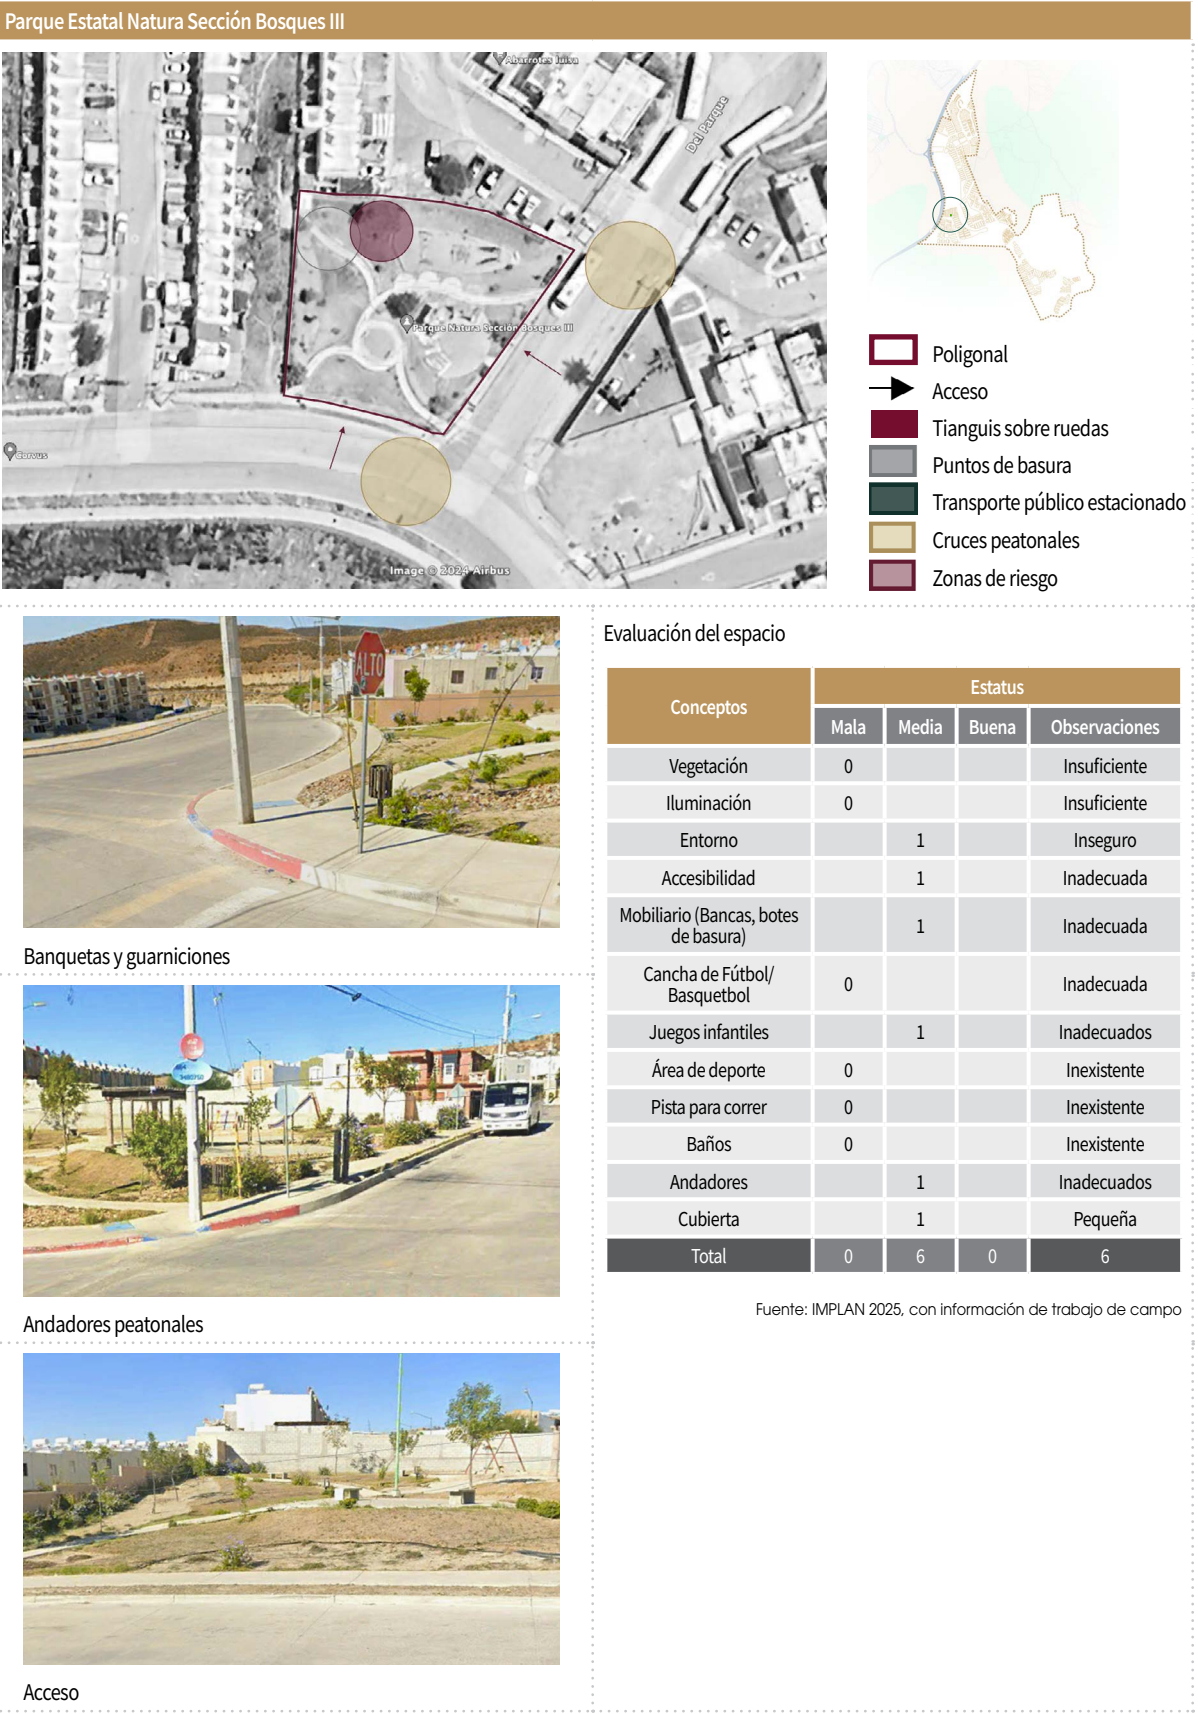 Parque Estatal Natura Sección Bosques III
Abarrotes luisa
Del Parque
Parque Natura Sección Bosques III
Corvus
Image © 2024 Airbus
Poligonal
Acceso
Tianguis sobre ruedas
Puntos de basura
Transporte público estacionado
Cruces peatonales
Zonas de riesgo
ALTO
Banquetas y guarniciones
Andadores peatonales
Acceso
Evaluación del espacio
Conceptos Estatus
Mala Media Buena Observaciones
Vegetación 0 Insuficiente
Iluminación 0 Insuficiente
Entorno 1 Inseguro
Accesibilidad 1 Inadecuada
Mobiliario (Bancas, botes
de basura) 1 Inadecuada
Cancha de Fútbol/
Basquetbol 0 Inadecuada
Juegos infantiles 1 Inadecuados
Área de deporte 0 Inexistente
Pista para correr 0 Inexistente
Baños 0 Inexistente
Andadores 1 Inadecuados
Cubierta 1 Pequeña
Total 0 6 0 6
Fuente: IMPLAN 2025, con información de trabajo de campo